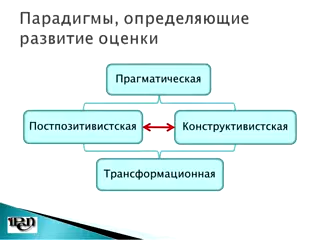 Парадигмы, определяющие
развитие оценки
Прагматическая
Постпозитивистская
Конструктивистская
Трансформационная